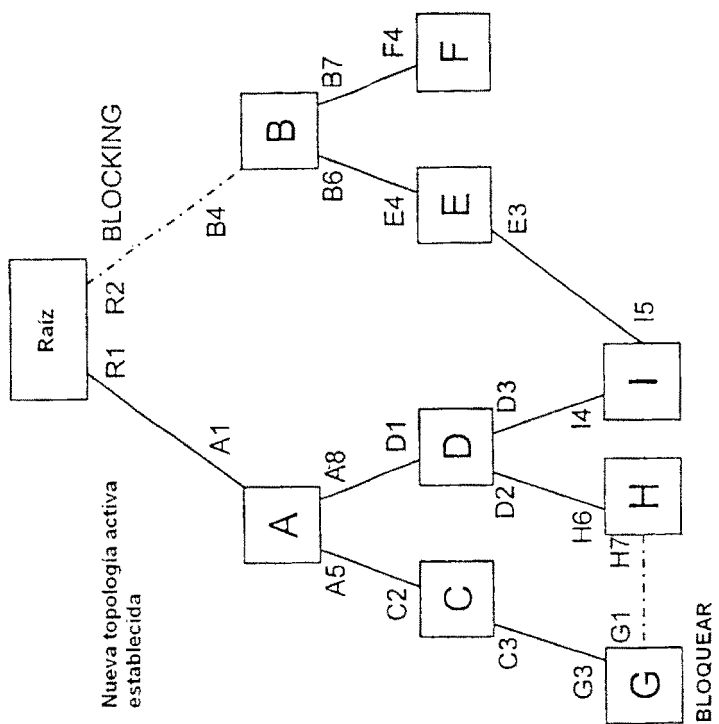 Raíz
R1
R2
BLOCKING
Nueva topología activa
establecida
A1
B4
A
B
A5
A8
B6
B7
C2
D1
E4
F4
C
D
E
F
C3
D2
D3
E3
G3
G1
H7
H6
I4
I5
G
H
I
BLOQUEAR